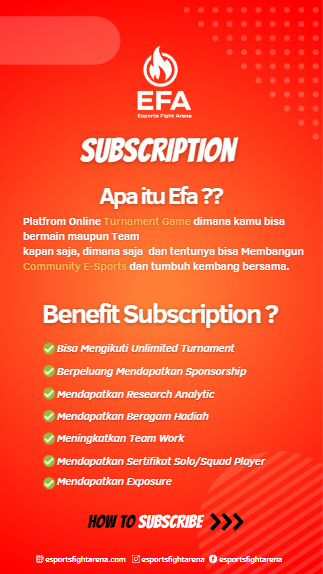 EFA
Esports Fight Arena
SUBSCRIPTION
Apa itu Efa ??
Platfrom Online Turnament Game dimana kamu bisa
bermain maupun Team
kapan saja, dimana saja dan tentunya bisa Membangun
Community E-Sports dan tumbuh kembang bersama.
Benefit Subscription ?
Bisa Mengikuti Unlimited Turnament
Berpeluang Mendapatkan Sponsorship
Mendapatkan Research Analytic
Mendapatkan Beragam Hadiah
Meningkatkan Team Work
Mendapatkan Sertifikat Solo/Squad Player
Mendapatkan Exposure
HOW TO SUBSCRIBE
esportsfightarena.com esportsfightarena esportsfightarena